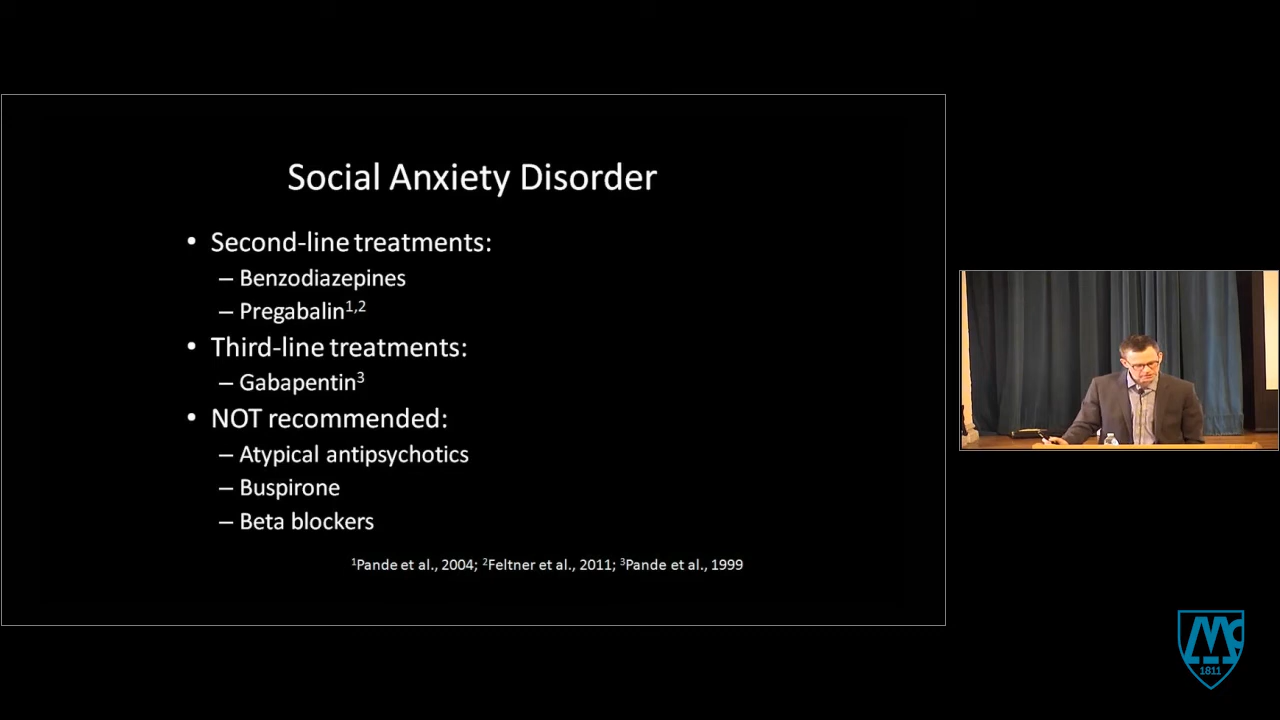 Social Anxiety Disorder
• Second-line treatments:
– Benzodiazepines
– Pregabalin1,2
• Third-line treatments:
– Gabapentin3
• NOT recommended:
– Atypical antipsychotics
– Buspirone
– Beta blockers
1Pande et al., 2004; 2Feltner et al., 2011; 3Pande et al., 1999
Mc
1811